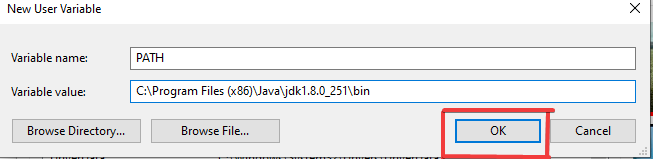 New User Variable
Variable name: PATH
Variable value: C:\Program Files (x86)\Java\jdk1.8.0_251\bin
Browse Directory... Browse File... OK Cancel